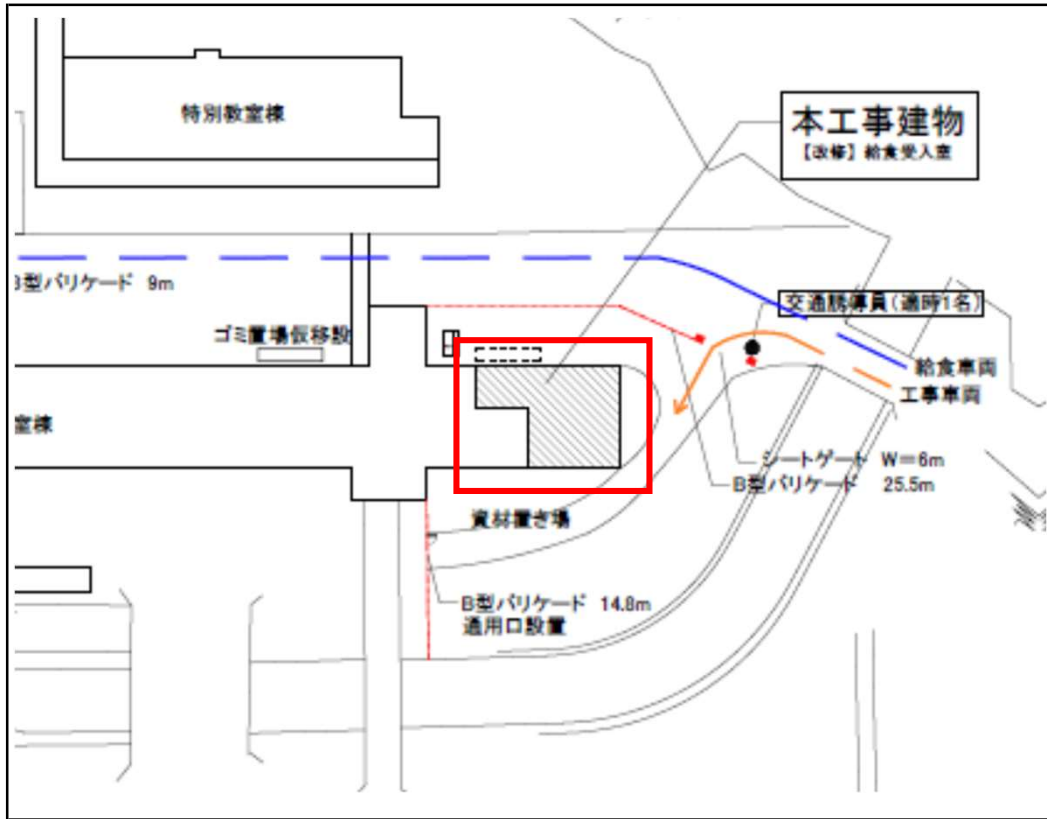 特別教室棟
本工事建物
【改修】給食受入室
B型バリケード 9m
交通誘導員(適時1名)
ゴミ置場仮移設
給食車両
工事車両
室棟
シートゲート W=6m
B型バリケード 25.5m
資材置き場
B型バリケード 14.8m
通用口設置